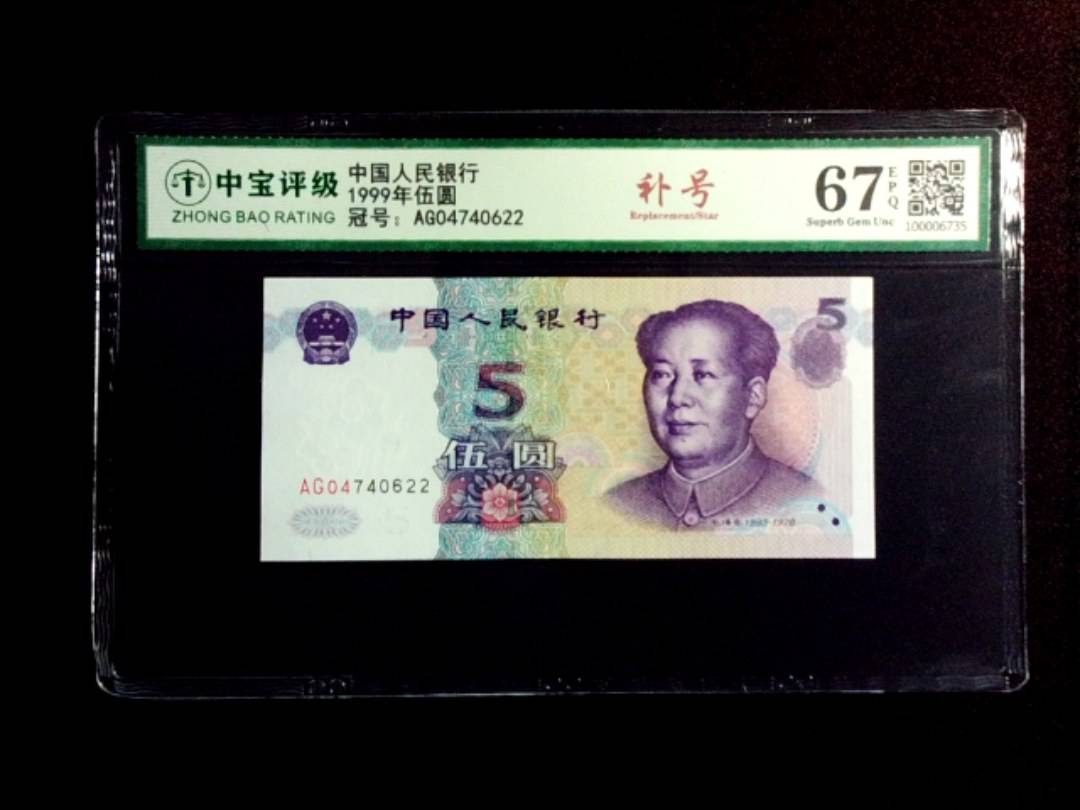 中宝评级
ZHONG BAO RATING
中国人民银行
1999年伍圆
冠号：AG04740622
补号
Replacement/Star
67
EPQ
Superb Gem Unc
100006735
中国人民银行
5
5
伍圆
AG04740622
1893-1976